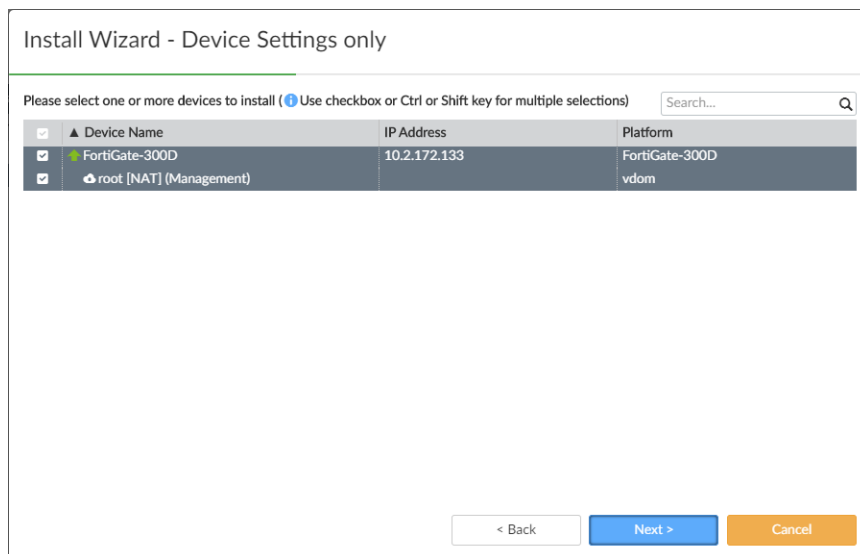 Install Wizard - Device Settings only
Please select one or more devices to install ( Use checkbox or Ctrl or Shift key for multiple selections) Search...
Device Name IP Address Platform
FortiGate-300D 10.2.172.133 FortiGate-300D
root [NAT] (Management) vdom
< Back Next > Cancel